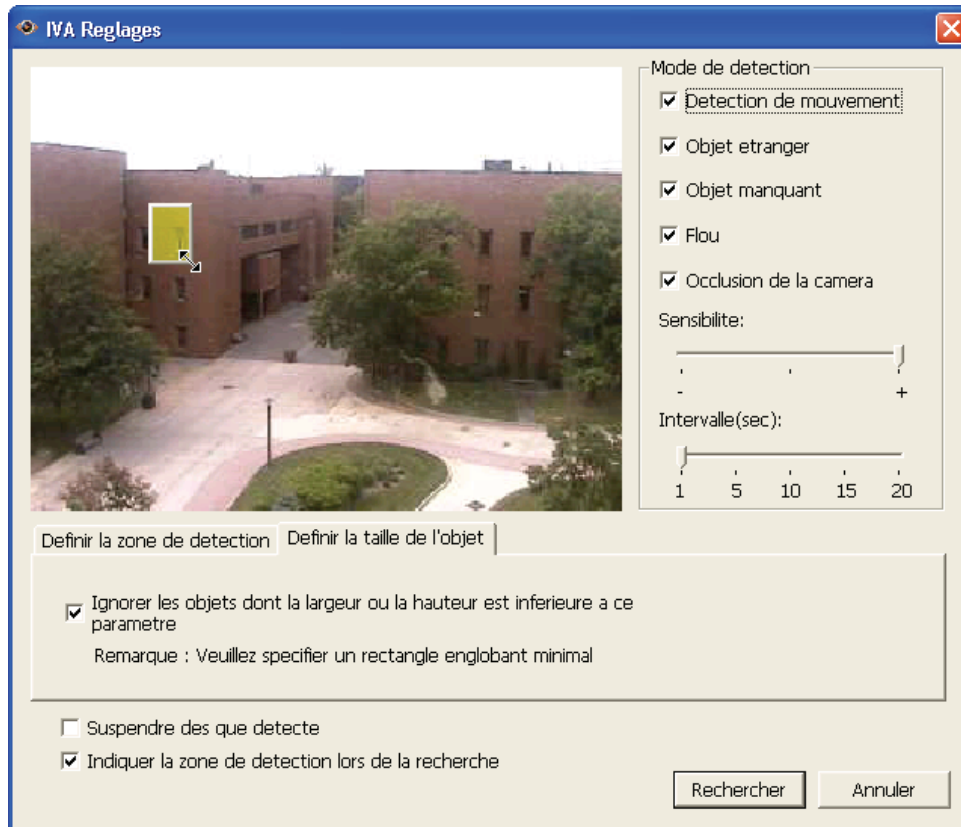 IVA Reglages
Mode de detection
Detection de mouvement
Objet etranger
Objet manquant
Flou
Occlusion de la camera
Sensibilite:
- +
Intervalle(sec):
1 5 10 15 20
Definir la zone de detection Definir la taille de l'objet
Ignorer les objets dont la largeur ou la hauteur est inferieure a ce
parametre
Remarque : Veuillez specifier un rectangle englobant minimal
Suspendre des que detecte
Indiquer la zone de detection lors de la recherche
Rechercher Annuler